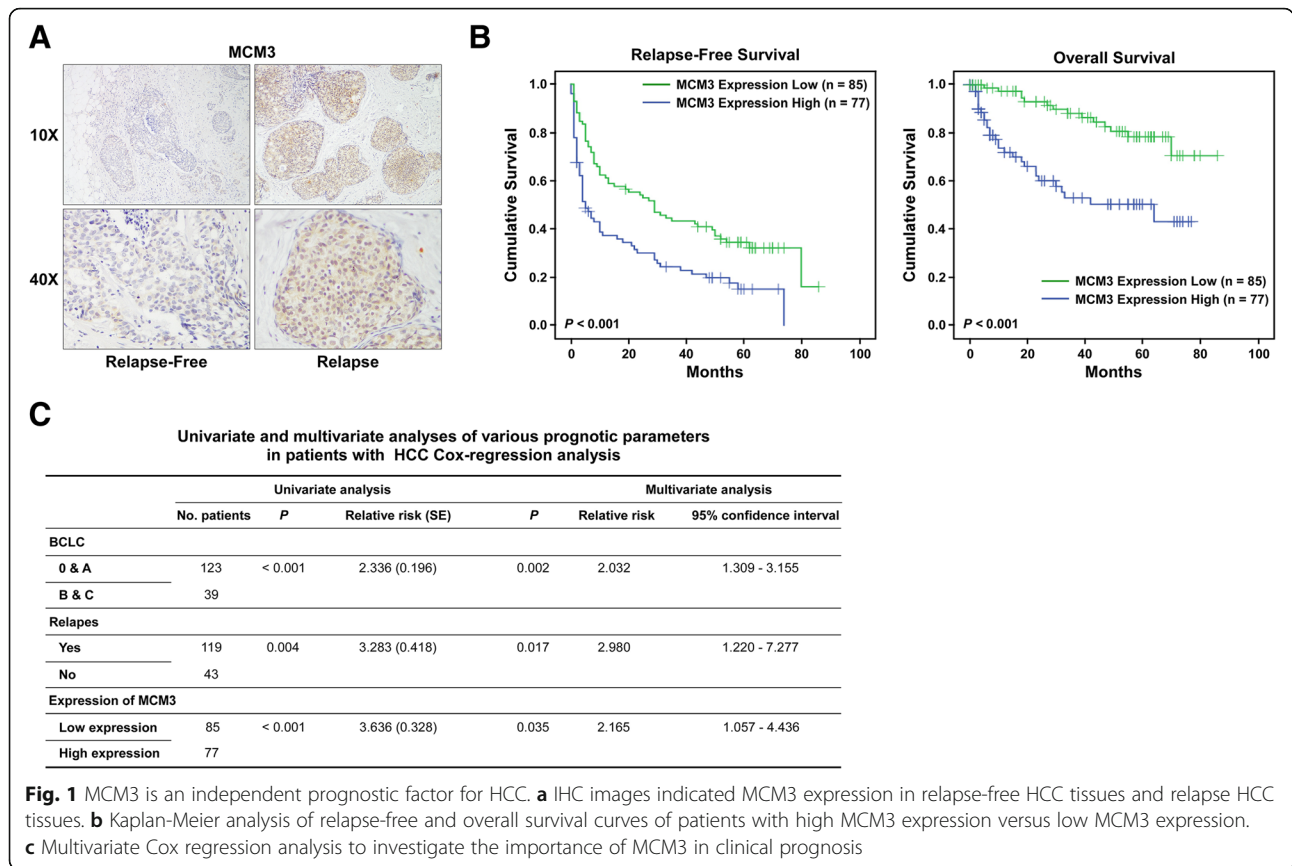 A
MCM3
10X
40X
Relapse-Free
Relapse
B
Relapse-Free Survival
MCM3 Expression Low (n = 85)
MCM3 Expression High (n = 77)
Cumulative Survival
1.0
0.8
0.6
0.4
0.2
0.0
P < 0.001
0 20 40 60 80 100
Months
Overall Survival
Cumulative Survival
1.0
0.8
0.6
0.4
0.2
0.0
MCM3 Expression Low (n = 85)
MCM3 Expression High (n = 77)
P < 0.001
0 20 40 60 80 100
Months
C
Univariate and multivariate analyses of various prognotic parameters
in patients with HCC Cox-regression analysis
Univariate analysis Multivariate analysis
No. patients P Relative risk (SE) P Relative risk 95% confidence interval
BCLC
0 & A 123 < 0.001 2.336 (0.196) 0.002 2.032 1.309 - 3.155
B & C 39
Relapes
Yes 119 0.004 3.283 (0.418) 0.017 2.980 1.220 - 7.277
No 43
Expression of MCM3
Low expression 85 < 0.001 3.636 (0.328) 0.035 2.165 1.057 - 4.436
High expression 77
Fig. 1 MCM3 is an independent prognostic factor for HCC. a IHC images indicated MCM3 expression in relapse-free HCC tissues and relapse HCC
tissues. b Kaplan-Meier analysis of relapse-free and overall survival curves of patients with high MCM3 expression versus low MCM3 expression.
c Multivariate Cox regression analysis to investigate the importance of MCM3 in clinical prognosis